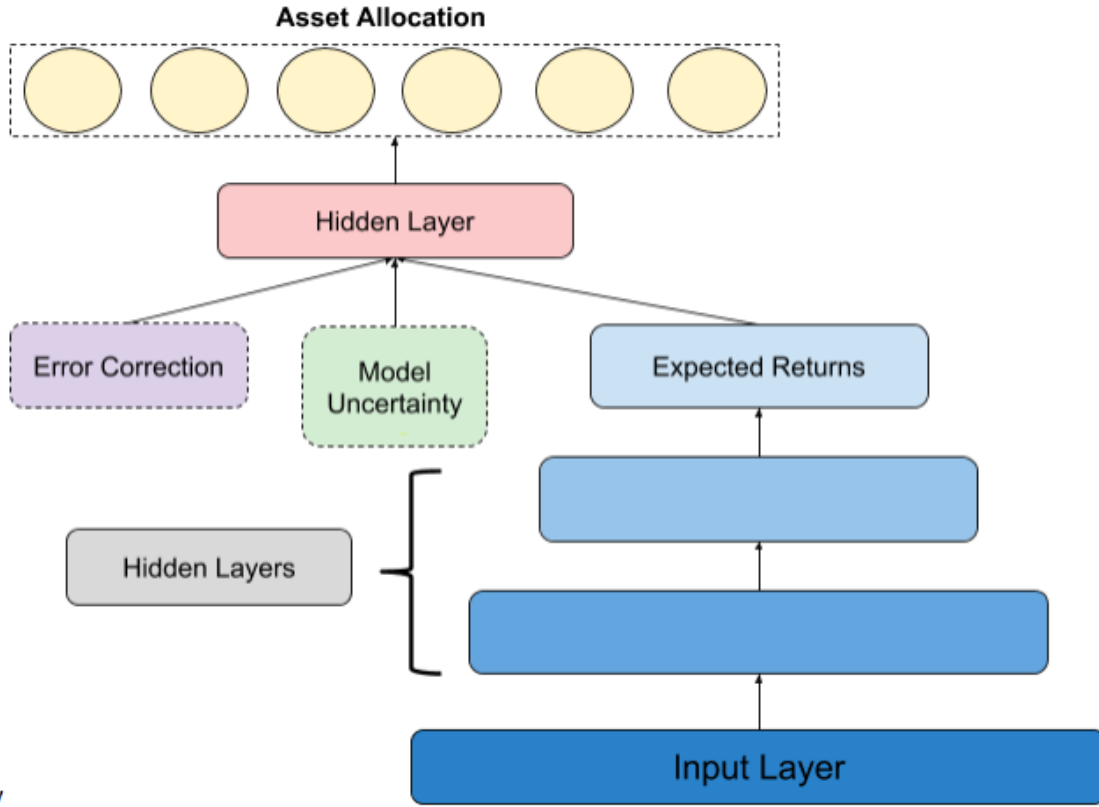 Asset Allocation
Hidden Layer
Error Correction
Model
Uncertainty
Expected Returns
Hidden Layers
Input Layer